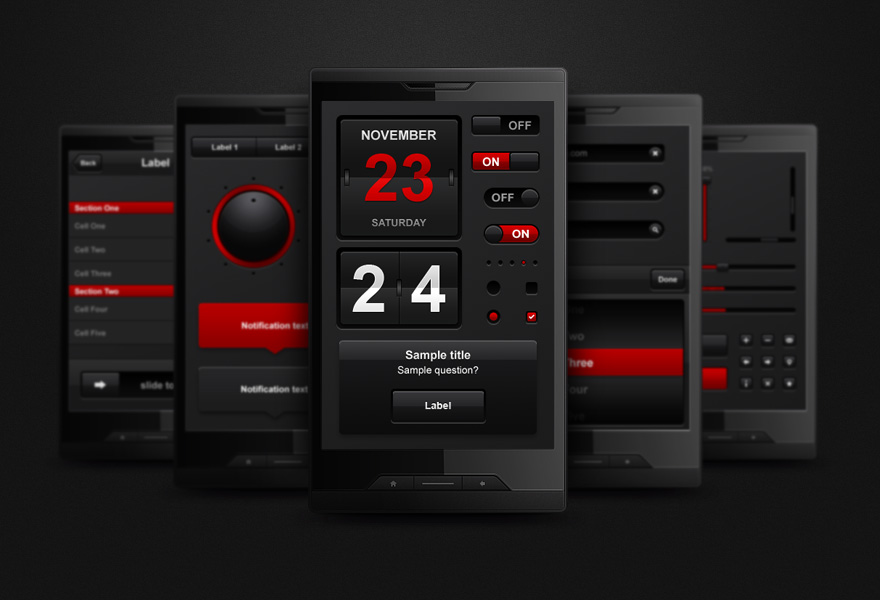 Back
Label
Section One
Cell One
Cell Two
Cell Three
Section Two
Cell Four
Cell Five
slide to
Label 1
Label 2
Notification text
Notification text
NOVEMBER
23
SATURDAY
2 4
OFF
ON
OFF
ON
Sample title
Sample question?
Label
.com
Done
Three